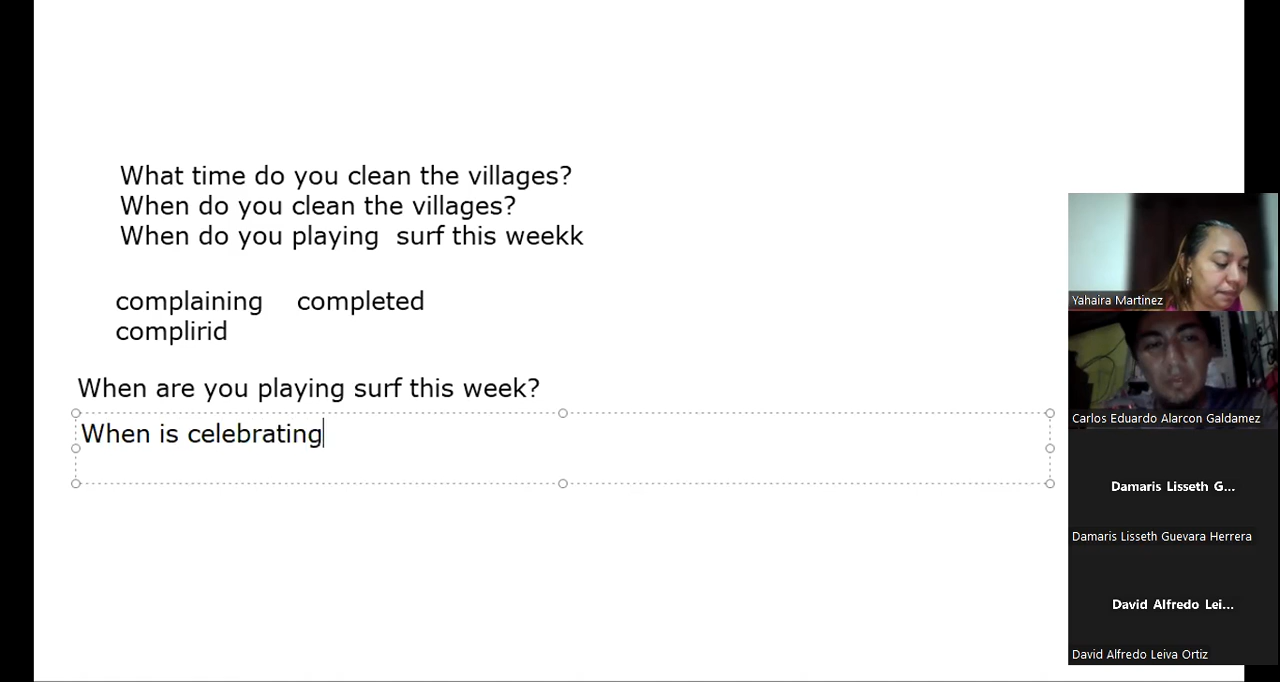 What time do you clean the villages?
When do you clean the villages?
When do you playing  surf this weekk
complaining    completed
complirid
When are you playing surf this week?
When is celebrating
Yahaira Martinez
Carlos Eduardo Alarcon Galdamez
Damaris Lisseth G...
Damaris Lisseth Guevara Herrera
David Alfredo Lei...
David Alfredo Leiva Ortiz